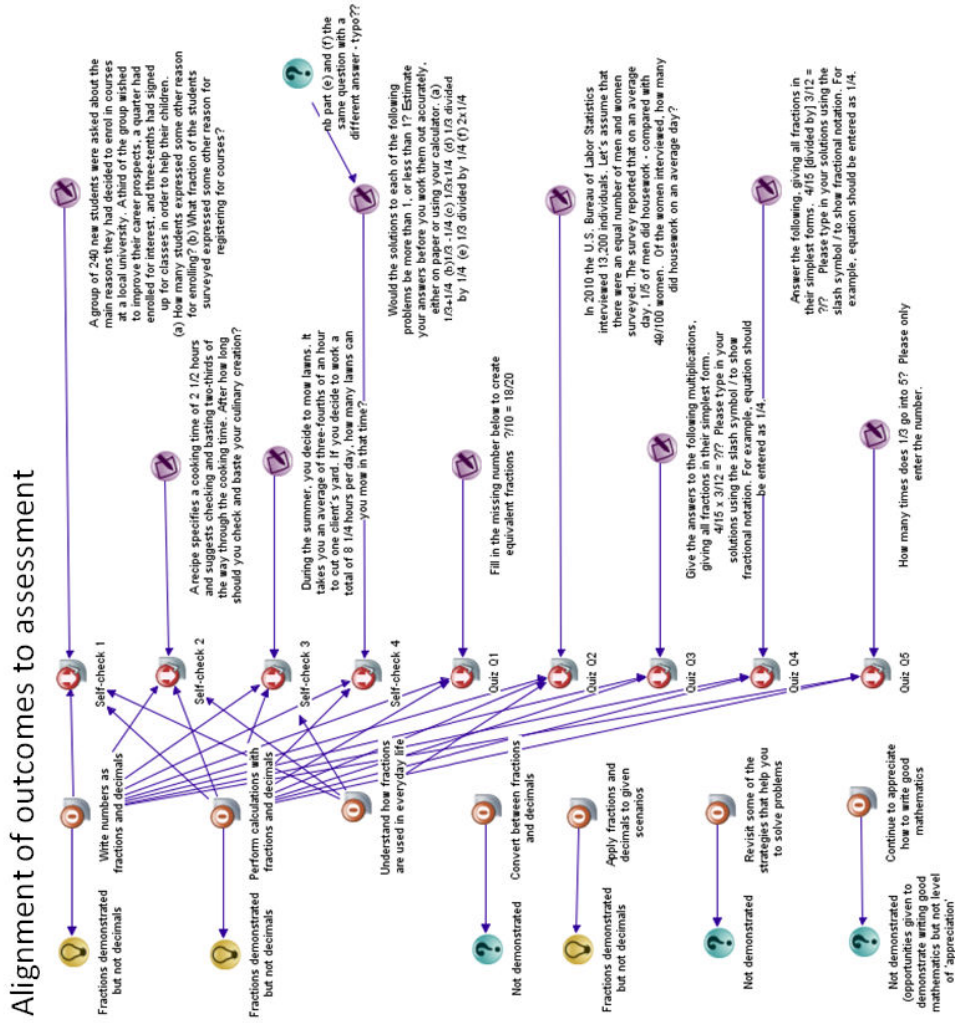 Alignment of outcomes to assessment
Fractions demonstrated
but not decimals
Write numbers as
fractions and decimals
Self-check 1
A group of 240 new students were asked about the
main reasons they had decided to enrol in courses
at a local university. A third of the group wished
to improve their career prospects, a quarter had
enrolled for interest, and three-tenths had signed
up for classes in order to help their children.
(a) How many students expressed some other reason
for enrolling? (b) What fraction of the students
surveyed expressed some other reason for
registering for courses?
Self-check 2
A recipe specifies a cooking time of 2 1/2 hours
and suggests checking and basting two-thirds of
the way through the cooking time. After how long
should you check and baste your culinary creation?
Fractions demonstrated
but not decimals
Perform calculations with
fractions and decimals
Self-check 3
During the summer, you decide to mow lawns. It
takes you an average of three-fourths of an hour
to cut one client's yard. If you decide to work a
total of 8 1/4 hours per day, how many lawns can
you mow in that time?
nb part (e) and (f) the
same question with a
different answer - typo??
Understand how fractions
are used in everyday life
Self-check 4
Would the solutions to each of the following
problems be more than 1, or less than 1? Estimate
your answers before you work them out accurately,
either on paper or using your calculator. (a)
1/3+1/4 (b)1/3 -1/4 (c) 1/3x1/4 (d) 1/3 divided
by 1/4 (e) 1/3 divided by 1/4 (f) 2x1/4
Not demonstrated
Convert between fractions
and decimals
Quiz Q1
Fill in the missing number below to create
equivalent fractions ?/10 = 18/20
Fractions demonstrated
but not decimals
Apply fractions and
decimals to given
scenarios
Quiz Q2
In 2010 the U.S. Bureau of Labor Statistics
interviewed 13,200 individuals. Let's assume that
there were an equal number of men and women
surveyed. The survey reported that on an average
day, 1/5 of men did housework - compared with
49/100 women. Of the women interviewed, how many
did housework on an average day?
Not demonstrated
Revisit some of the
strategies that help you
to solve problems
Quiz Q3
Give the answers to the following multiplications,
giving all fractions in their simplest form.
4/15 x 3/12 = ?/? Please type in your
solutions using the slash symbol / to show
fractional notation. For example, equation should
be entered as 1/4.
Quiz Q4
Answer the following, giving all fractions in
their simplest forms. 4/15 [divided by] 3/12 =
?/? Please type in your solutions using the
slash symbol / to show fractional notation. For
example, equation should be entered as 1/4.
Not demonstrated
(opportunities given to
demonstrate writing good
mathematics but not level
of 'appreciation'
Continue to appreciate
how to write good
mathematics
Quiz Q5
How many times does 1/3 go into 5? Please only
enter the number.